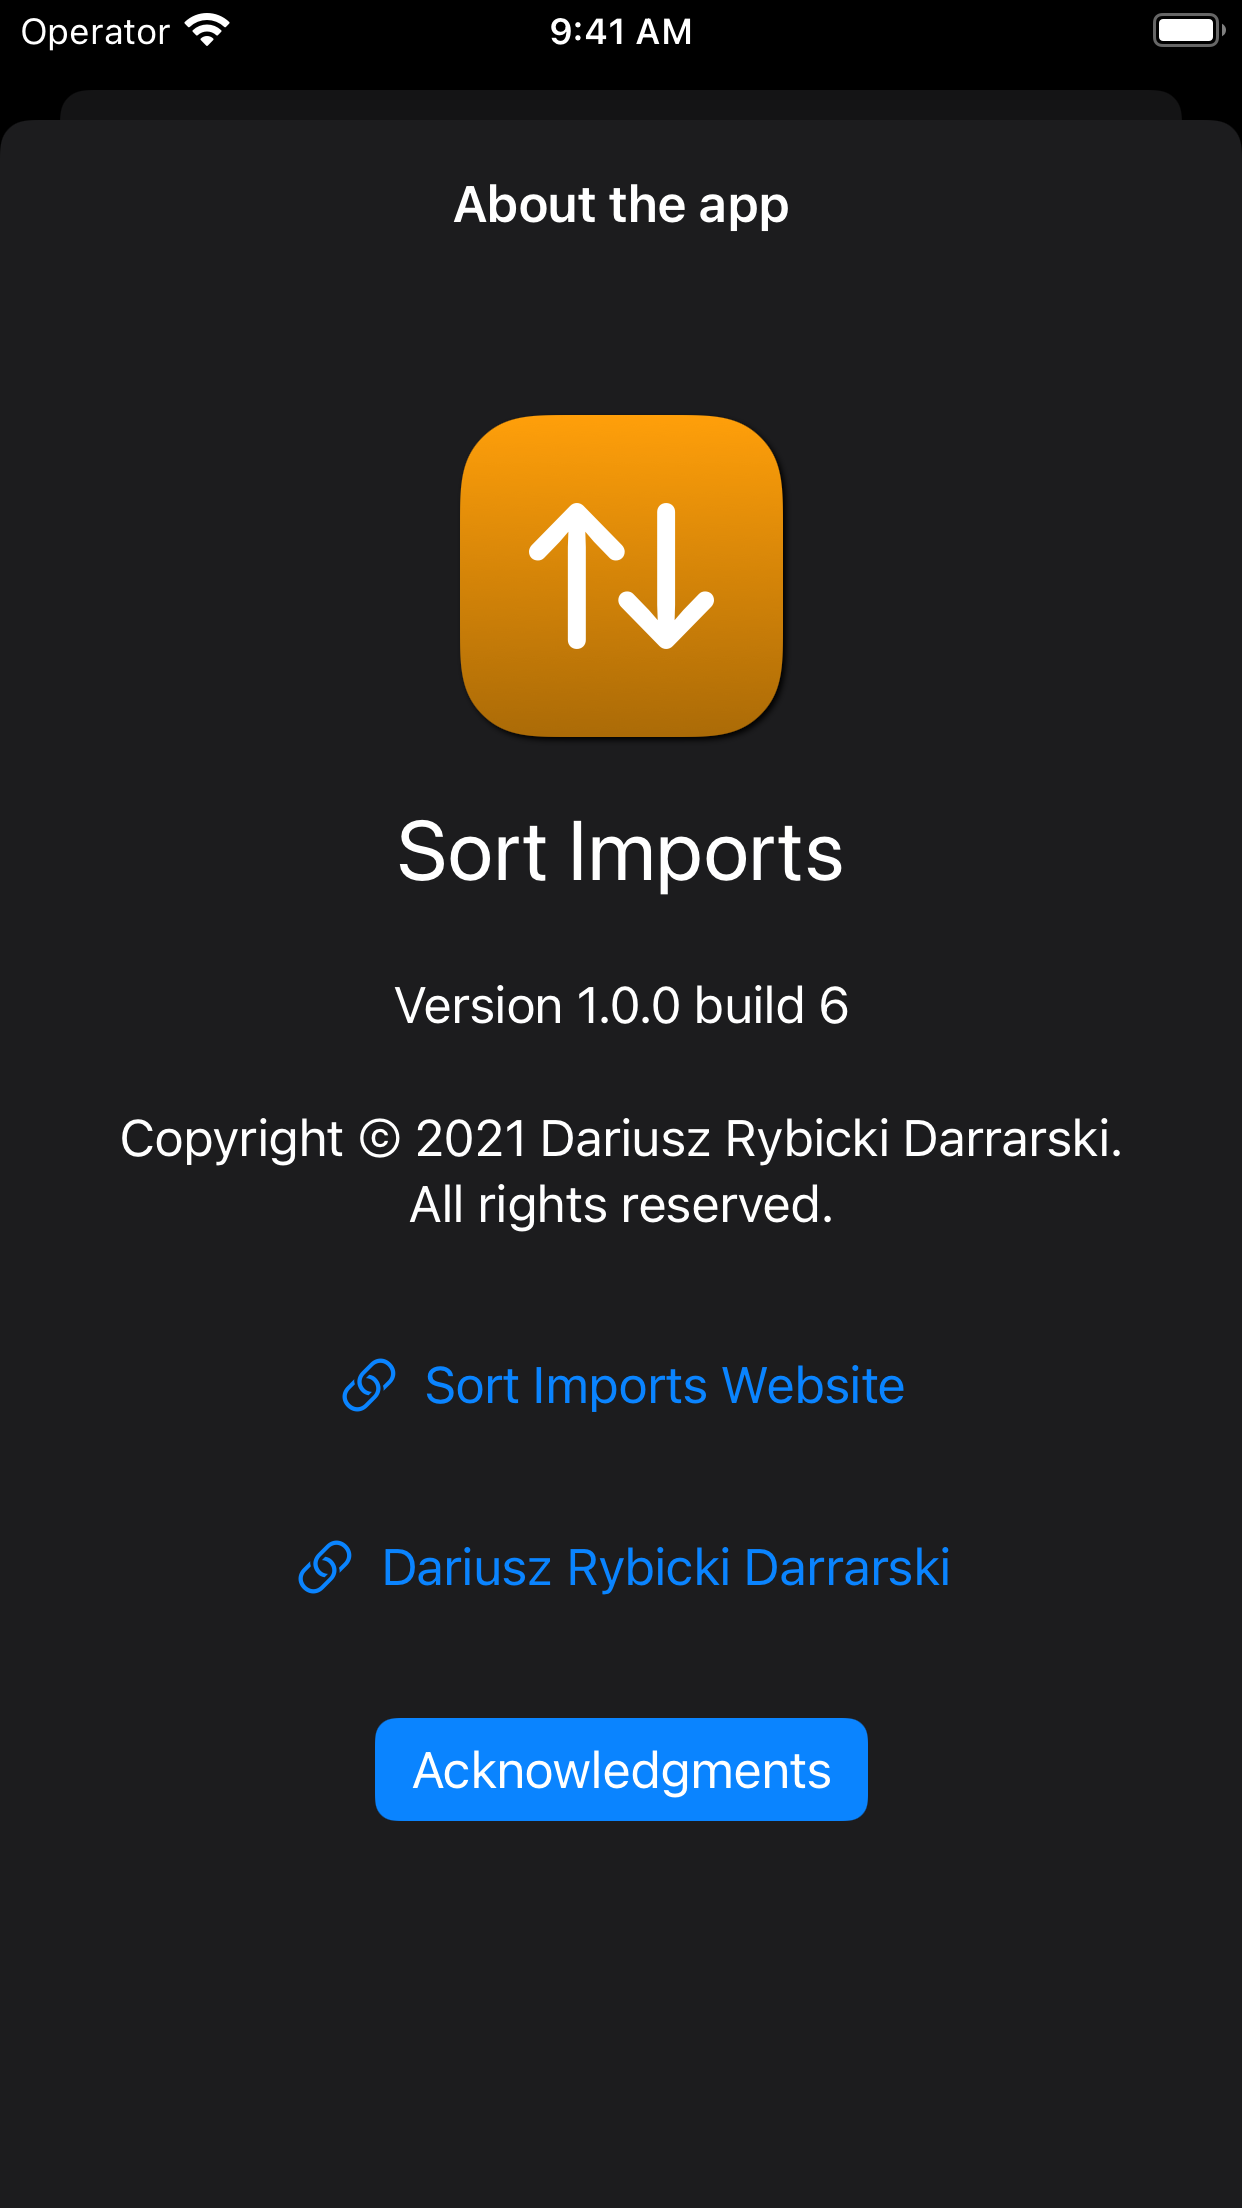 Operator 9:41 AM
About the app
Sort Imports
Version 1.0.0 build 6
Copyright © 2021 Dariusz Rybicki Darrarski.
All rights reserved.
Sort Imports Website
Dariusz Rybicki Darrarski
Acknowledgments